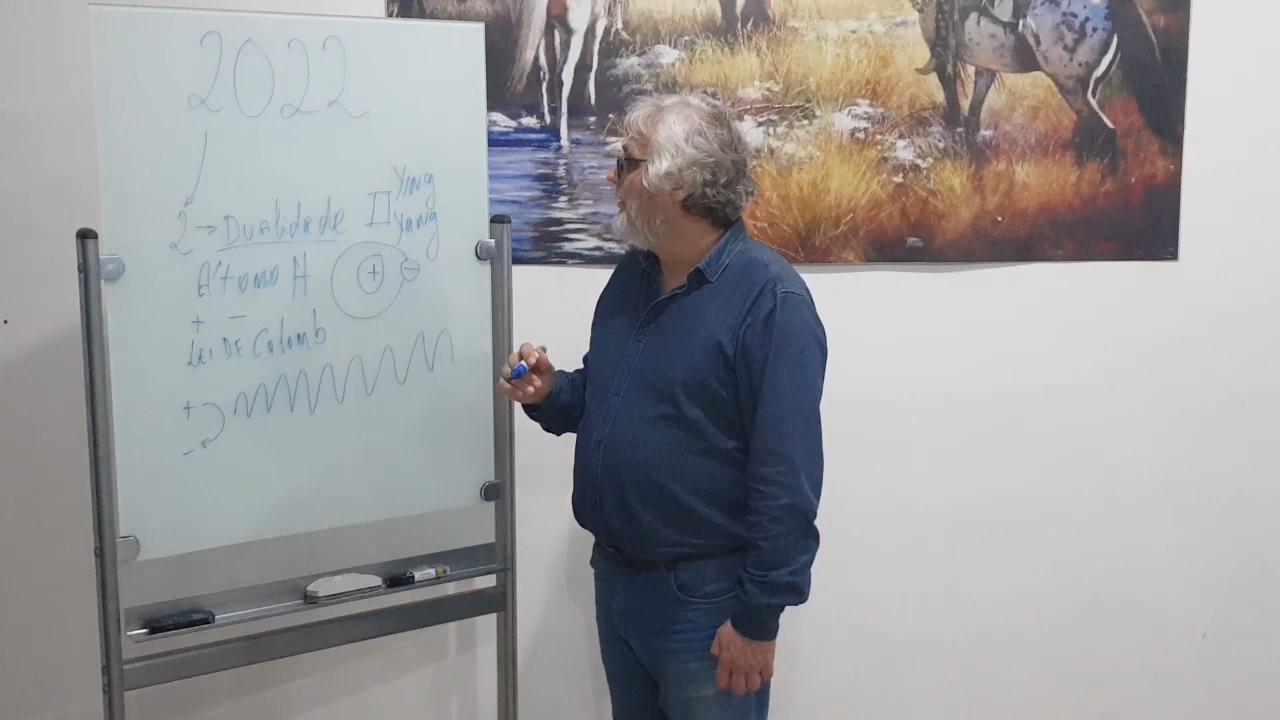 2022
2 → Dualidade II Ying
Yang
Átomo H + -
+ -
LEI DE Colomb
+
-